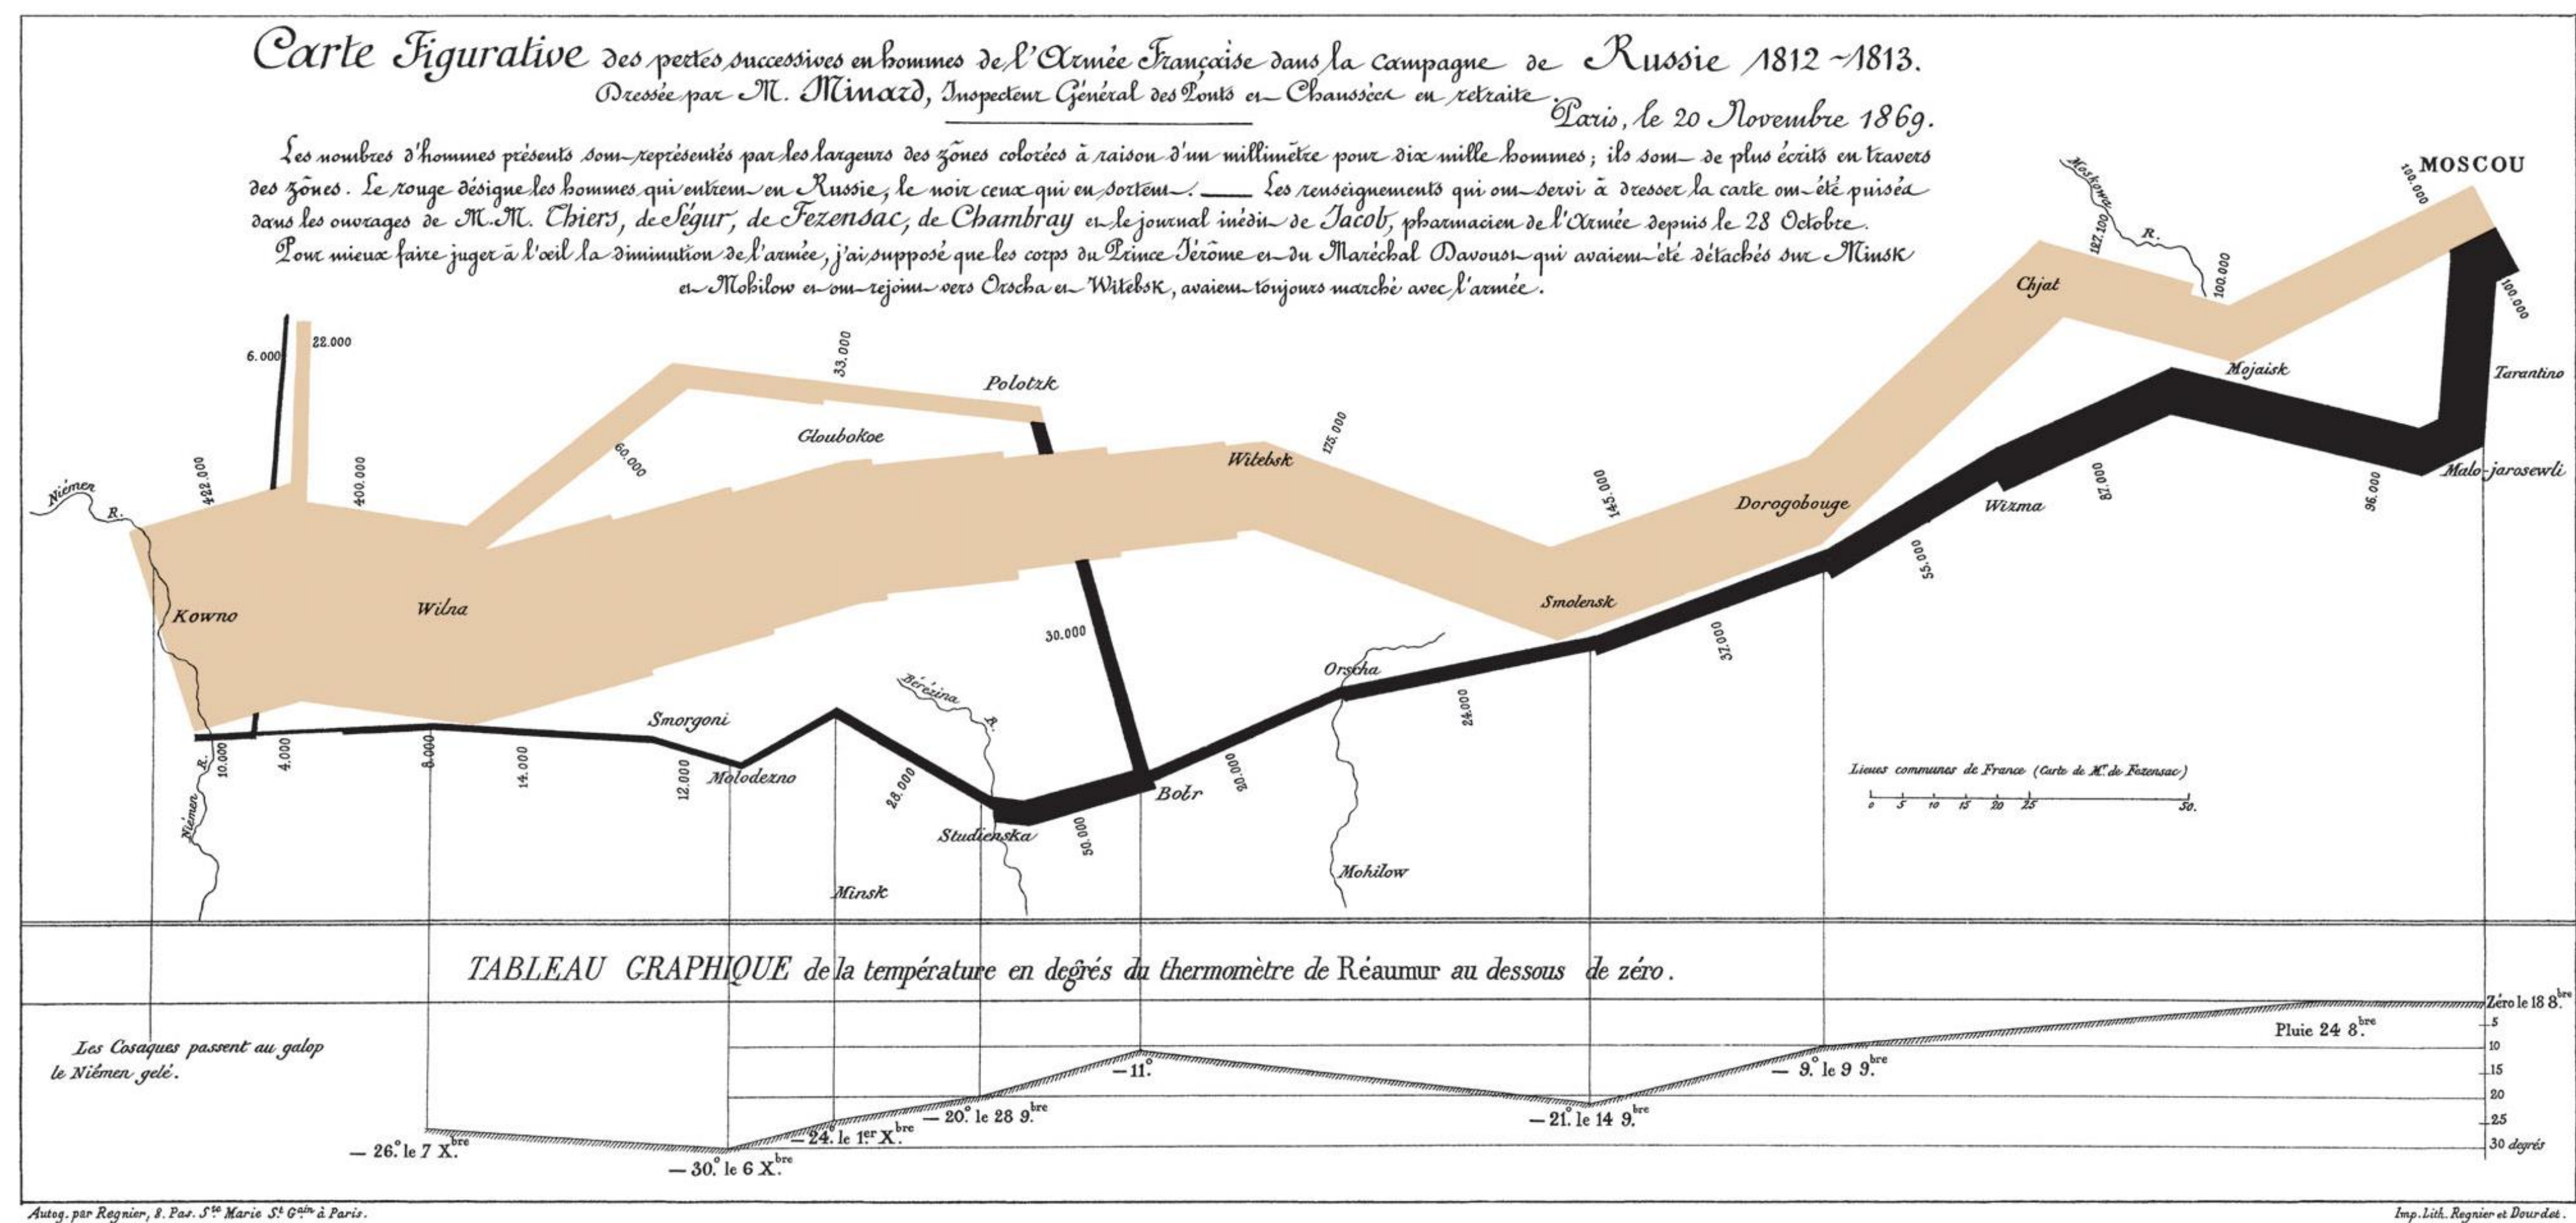 Carte Figurative des pertes successives en hommes de l'Armée Française dans la campagne de Russie 1812~1813.
Dressée par M. Minard, Inspecteur Général des Ponts et Chaussées en retraite.
Paris, le 20 Novembre 1869.
Les nombres d'hommes présents sont représentés par les largeurs des zônes colorées à raison d'un millimètre pour dix mille hommes; ils sont de plus écrits en travers
des zônes. Le rouge désigne les hommes qui entrent en Russie, le noir ceux qui en sortent. — Les renseignements qui ont servi à dresser la carte ont été puisés
dans les ouvrages de M.M. Thiers, de Ségur, de Fezensac, de Chambray et le journal inédit de Jacob, pharmacien de l'Armée depuis le 28 Octobre.
Pour mieux faire juger à l'œil la diminution de l'armée, j'ai supposé que les corps du Prince Jérôme et du Maréchal Davoust qui avaient été détachés sur Minsk
et Mohilow et ont rejoint vers Orscha et Witebsk, avaient toujours marché avec l'armée.
Moskowa R.
100.000
MOSCOU
127.100
100.000
Chjat
100.000
6.000
22.000
33.000
Mojaisk
Tarantino
Polotzk
Gloubokoe
60.000
422.000
400.000
175.000
Witebsk
Niémen R.
145.000
Dorogobouge
Wizma
87.000
96.000
Malo-jarosewli
55.000
Kowno
Wilna
Smolensk
30.000
37.000
Orscha
24.000
Bérézina R.
Smorgoni
10.000
4.000
8.000
14.000
12.000
Molodezno
28.000
20.000
Bobr
Niémen R.
Studienska
50.000
Lieues communes de France (Carte de M.r de Fezensac)
0 5 10 15 20 25 50.
Mohilow
Minsk
TABLEAU GRAPHIQUE de la température en degrés du thermomètre de Réaumur au dessous de zéro.
Zéro le 18 8.bre
5
Pluie 24 8.bre
10
15
20
25
30 degrés
Les Cosaques passent au galop
le Niémen gelé.
— 26.° le 7 X.bre
— 30.° le 6 X.bre
— 24.° le 1.er X.bre
— 20.° le 28 9.bre
— 11.°
— 21.° le 14 9.bre
— 9.° le 9 9.bre
Autog. par Regnier, 8. Pas. S.te Marie S.t G.ain à Paris.
Imp. Lith. Regnier et Dourdet.